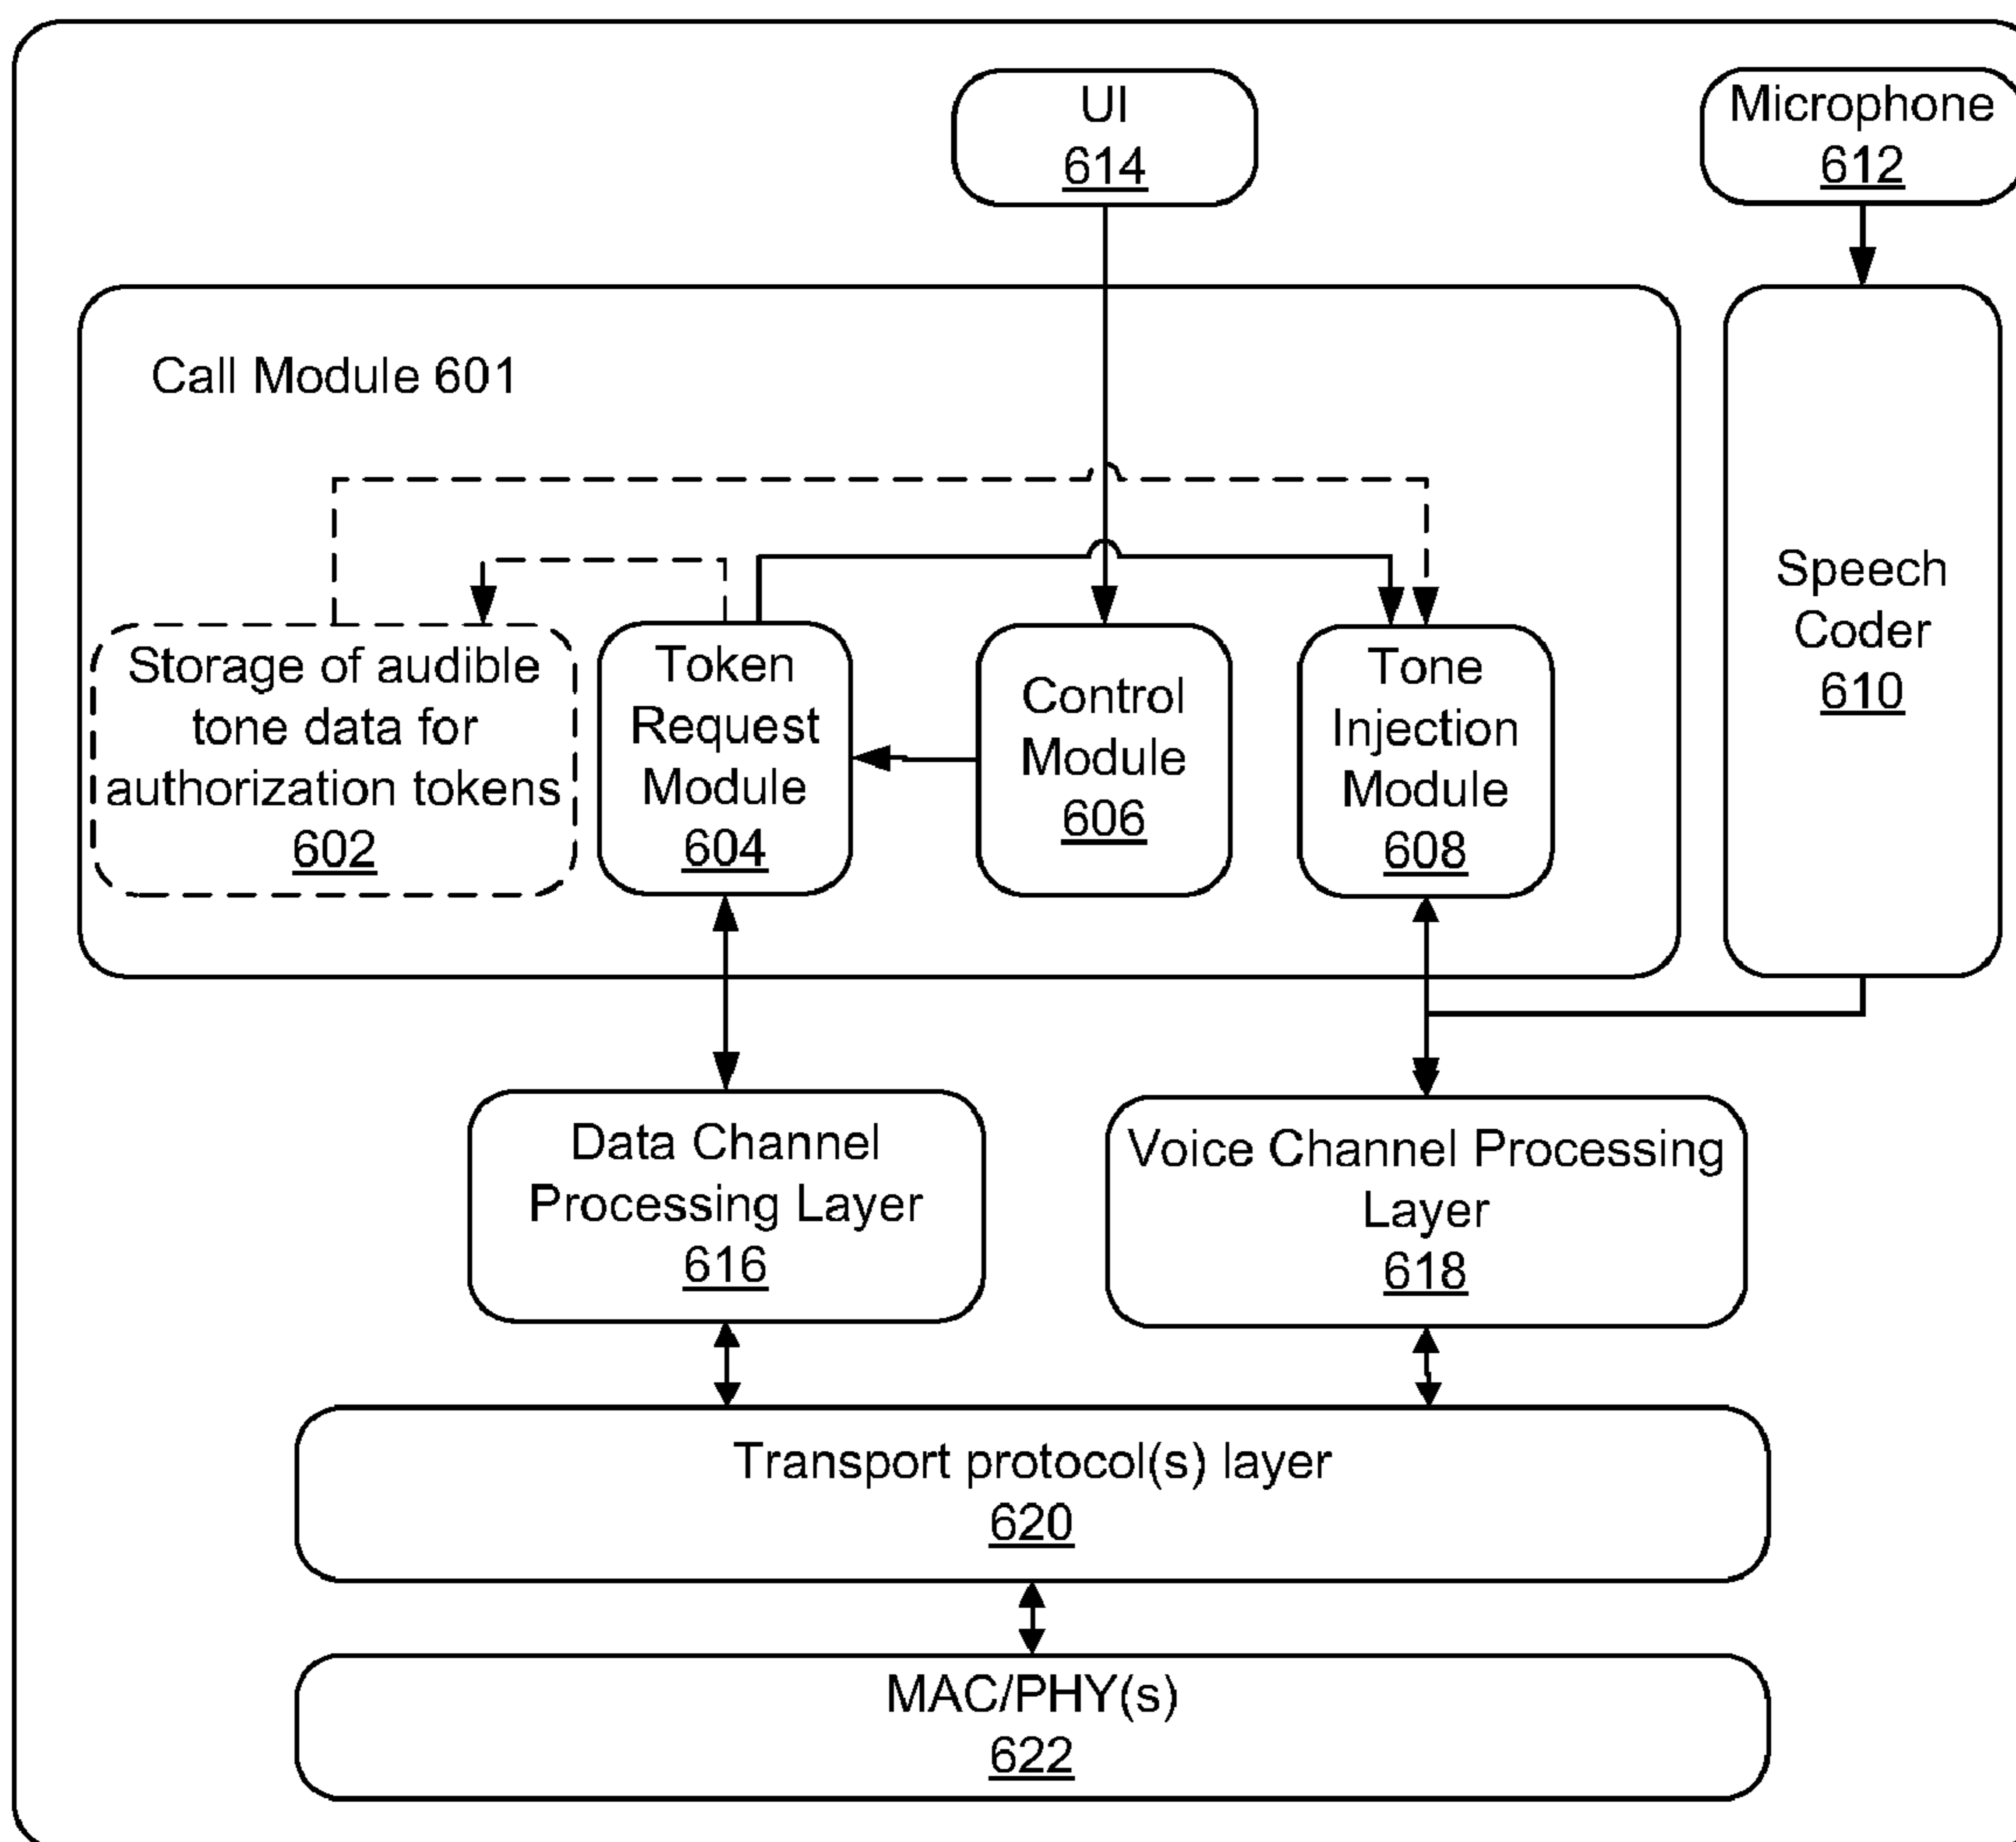 UI
614
Microphone
612
Call Module 601
Storage of audible
tone data for
authorization tokens
602
Token
Request
Module
604
Control
Module
606
Tone
Injection
Module
608
Speech
Coder
610
Data Channel
Processing Layer
616
Voice Channel Processing
Layer
618
Transport protocol(s) layer
620
MAC/PHY(s)
622